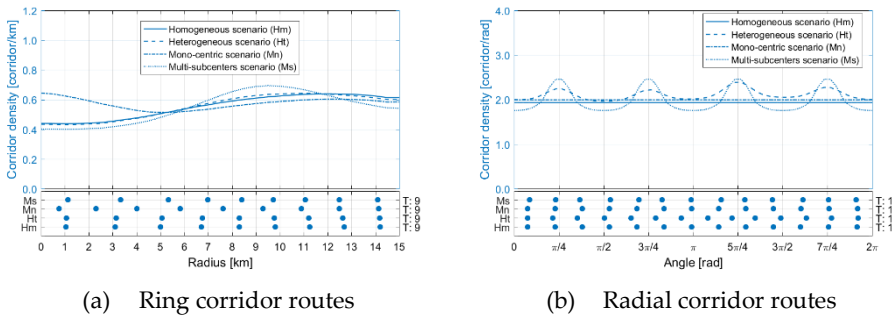 Corridor density [corridor/km]
1.2
1.0
0.8
0.6
0.4
0.2
0.0
Homogeneous scenario (Hm)
Heterogeneous scenario (Ht)
Mono-centric scenario (Mn)
Multi-subcenters scenario (Ms)
Ms T: 9
Mn T: 9
Ht T: 9
Hm T: 9
0 1 2 3 4 5 6 7 8 9 10 11 12 13 14 15
Radius [km]
(a) Ring corridor routes
Corridor density [corridor/rad]
4.0
3.0
2.0
1.0
0.0
Homogeneous scenario (Hm)
Heterogeneous scenario (Ht)
Mono-centric scenario (Mn)
Multi-subcenters scenario (Ms)
Ms T: 1
Mn T: 1
Ht T: 1
Hm T: 1
0 π/4 π/2 3π/4 π 5π/4 3π/2 7π/4 2π
Angle [rad]
(b) Radial corridor routes